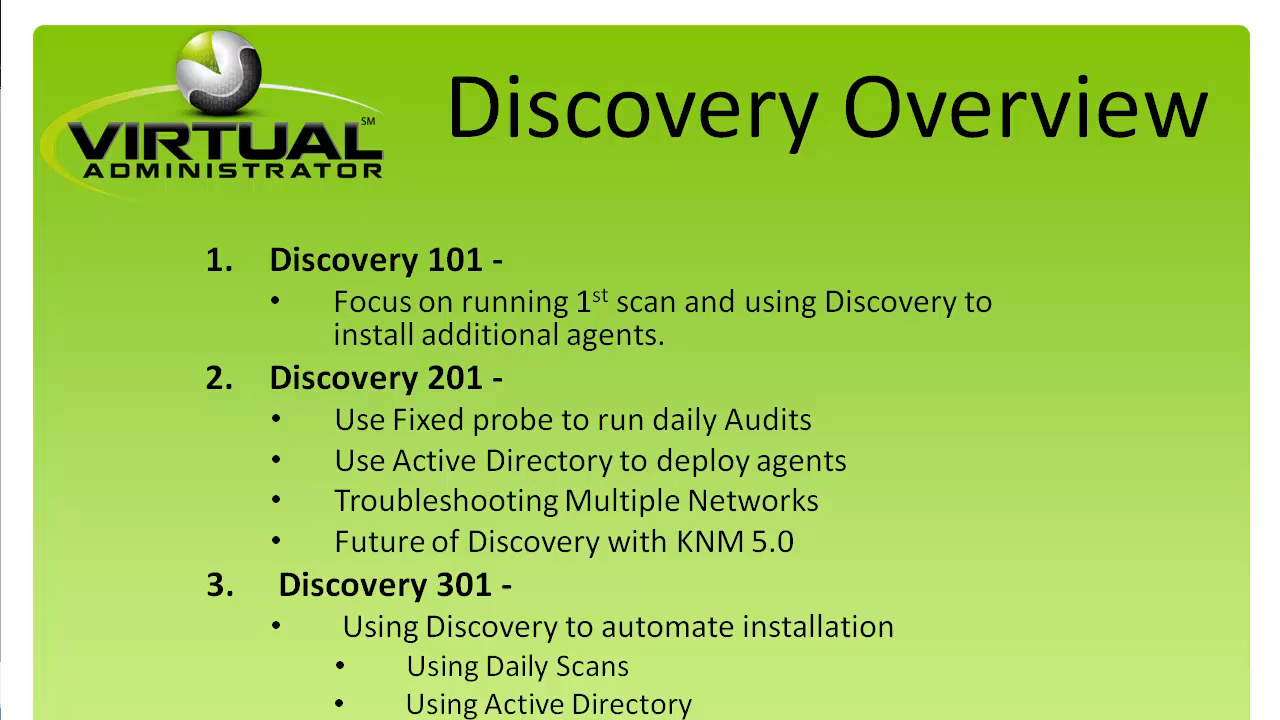 VIRTUAL SM
ADMINISTRATOR
Discovery Overview
1. Discovery 101 -
• Focus on running 1st scan and using Discovery to
install additional agents.
2. Discovery 201 -
• Use Fixed probe to run daily Audits
• Use Active Directory to deploy agents
• Troubleshooting Multiple Networks
• Future of Discovery with KNM 5.0
3. Discovery 301 -
• Using Discovery to automate installation
• Using Daily Scans
• Using Active Directory